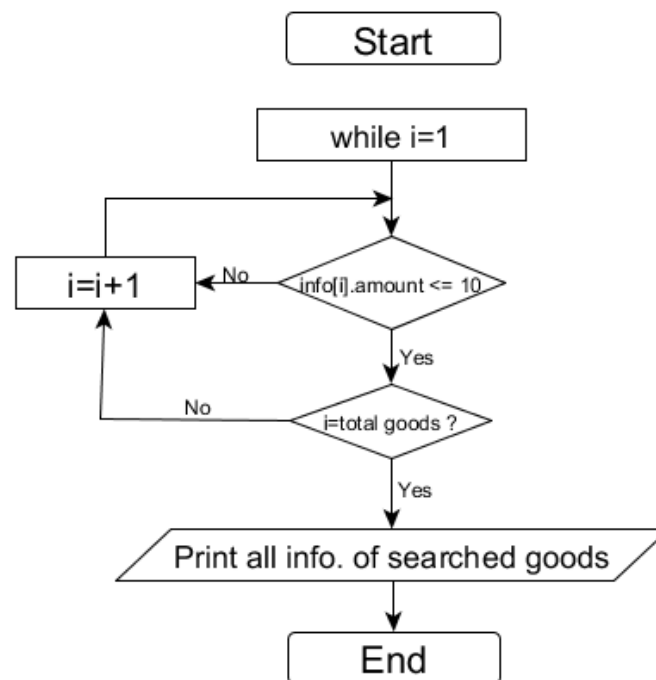 Start
while i=1
i=i+1
No
info[i].amount <= 10
Yes
No
i=total goods ?
Yes
Print all info. of searched goods
End